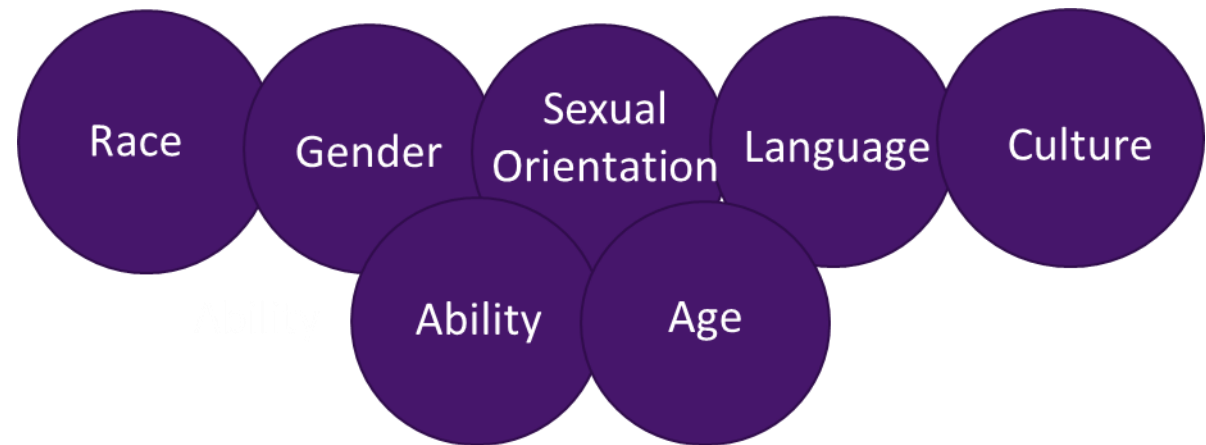 Race
Gender
Sexual
Orientation
Language
Culture
Ability
Age